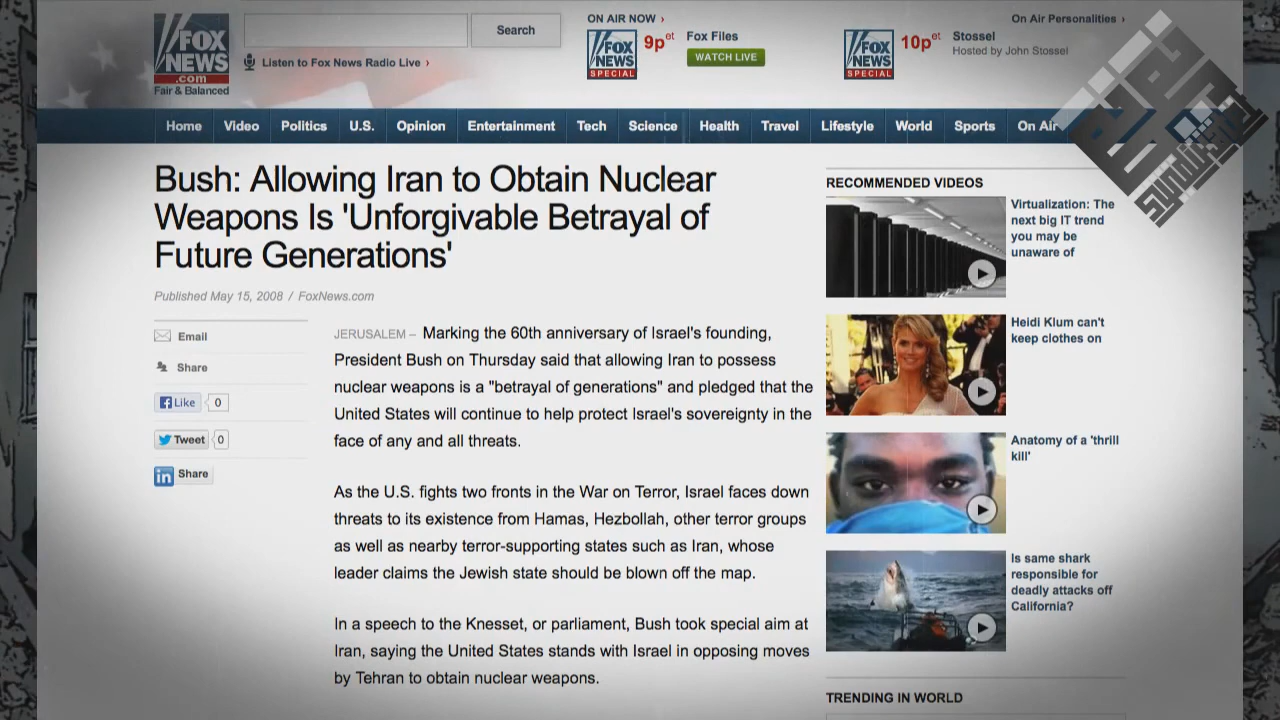 FOX
NEWS
.com
Fair & Balanced
Search
Listen to Fox News Radio Live ›
ON AIR NOW ›
FOX
NEWS
SPECIAL
9p et
Fox Files
WATCH LIVE
On Air Personalities ›
FOX
NEWS
SPECIAL
10p et
Stossel
Hosted by John Stossel
Home Video Politics U.S. Opinion Entertainment Tech Science Health Travel Lifestyle World Sports On Air
Bush: Allowing Iran to Obtain Nuclear
Weapons Is 'Unforgivable Betrayal of
Future Generations'
Published May 15, 2008 / FoxNews.com
Email
Share
Like 0
Tweet 0
in Share
JERUSALEM – Marking the 60th anniversary of Israel's founding,
President Bush on Thursday said that allowing Iran to possess
nuclear weapons is a "betrayal of generations" and pledged that the
United States will continue to help protect Israel's sovereignty in the
face of any and all threats.
As the U.S. fights two fronts in the War on Terror, Israel faces down
threats to its existence from Hamas, Hezbollah, other terror groups
as well as nearby terror-supporting states such as Iran, whose
leader claims the Jewish state should be blown off the map.
In a speech to the Knesset, or parliament, Bush took special aim at
Iran, saying the United States stands with Israel in opposing moves
by Tehran to obtain nuclear weapons.
RECOMMENDED VIDEOS
Virtualization: The
next big IT trend
you may be
unaware of
Heidi Klum can't
keep clothes on
Anatomy of a 'thrill
kill'
Is same shark
responsible for
deadly attacks off
California?
TRENDING IN WORLD